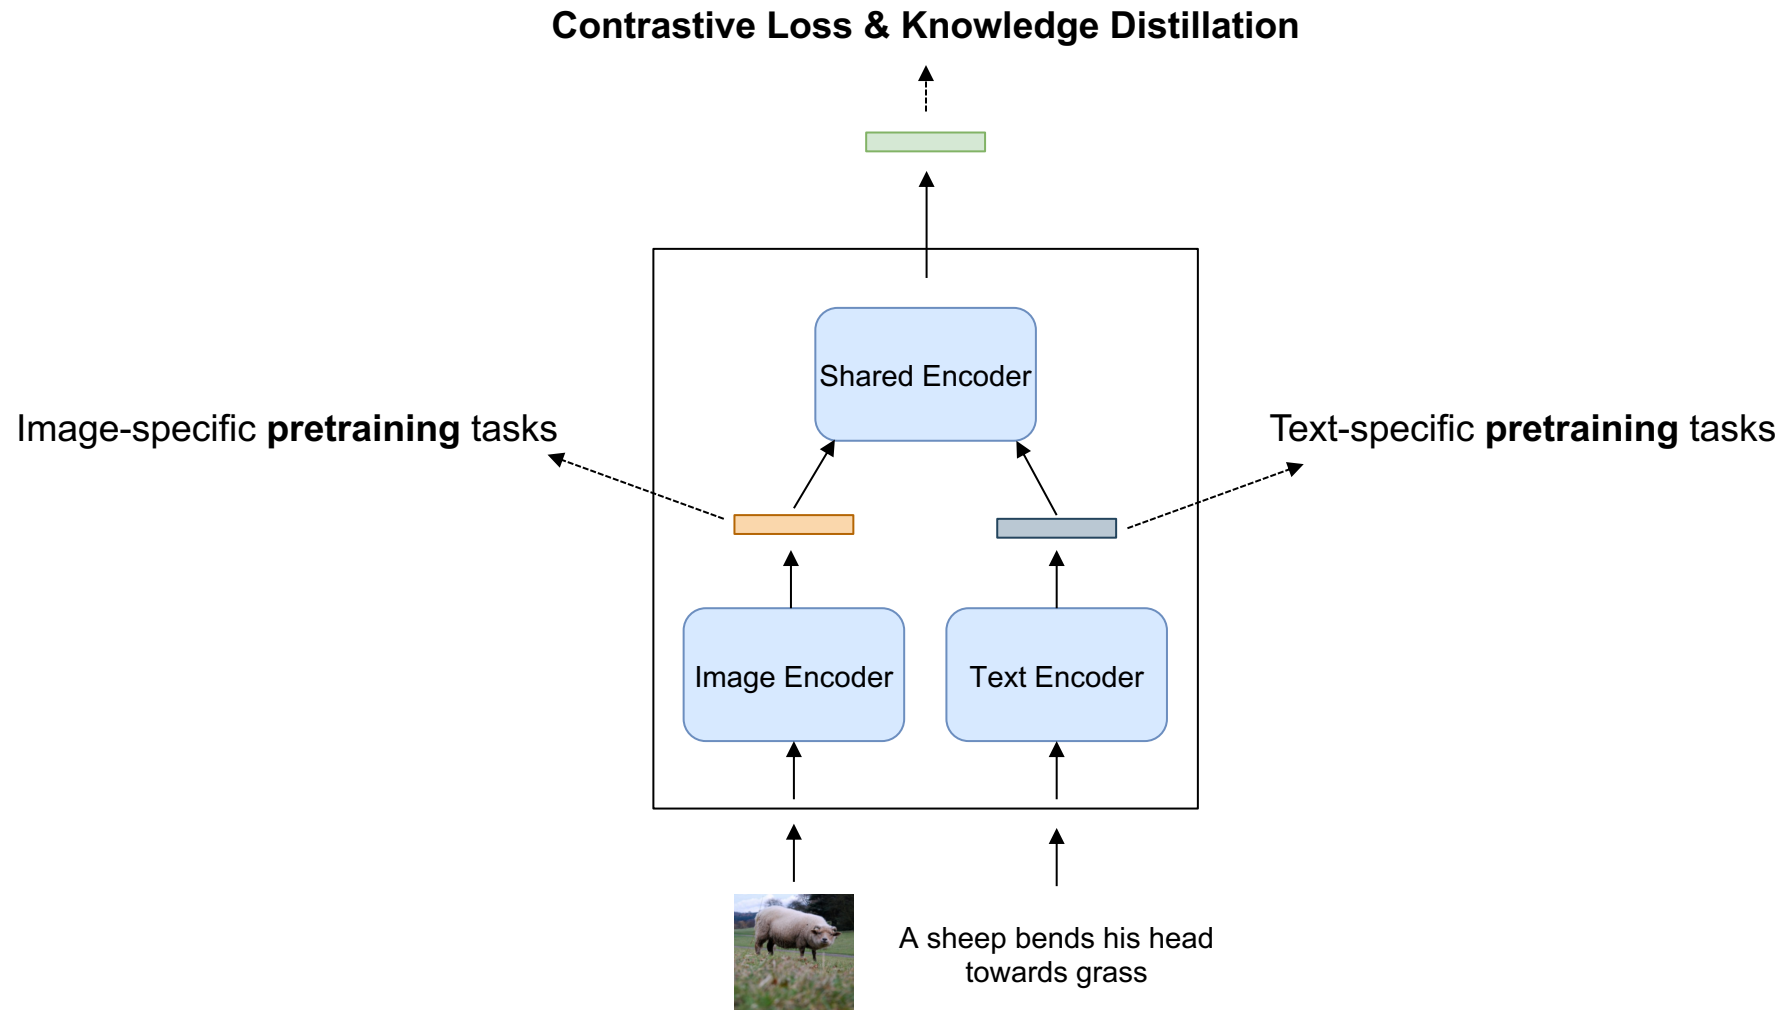 Contrastive Loss & Knowledge Distillation
Shared Encoder
Image-specific pretraining tasks
Text-specific pretraining tasks
Image Encoder
Text Encoder
A sheep bends his head
towards grass